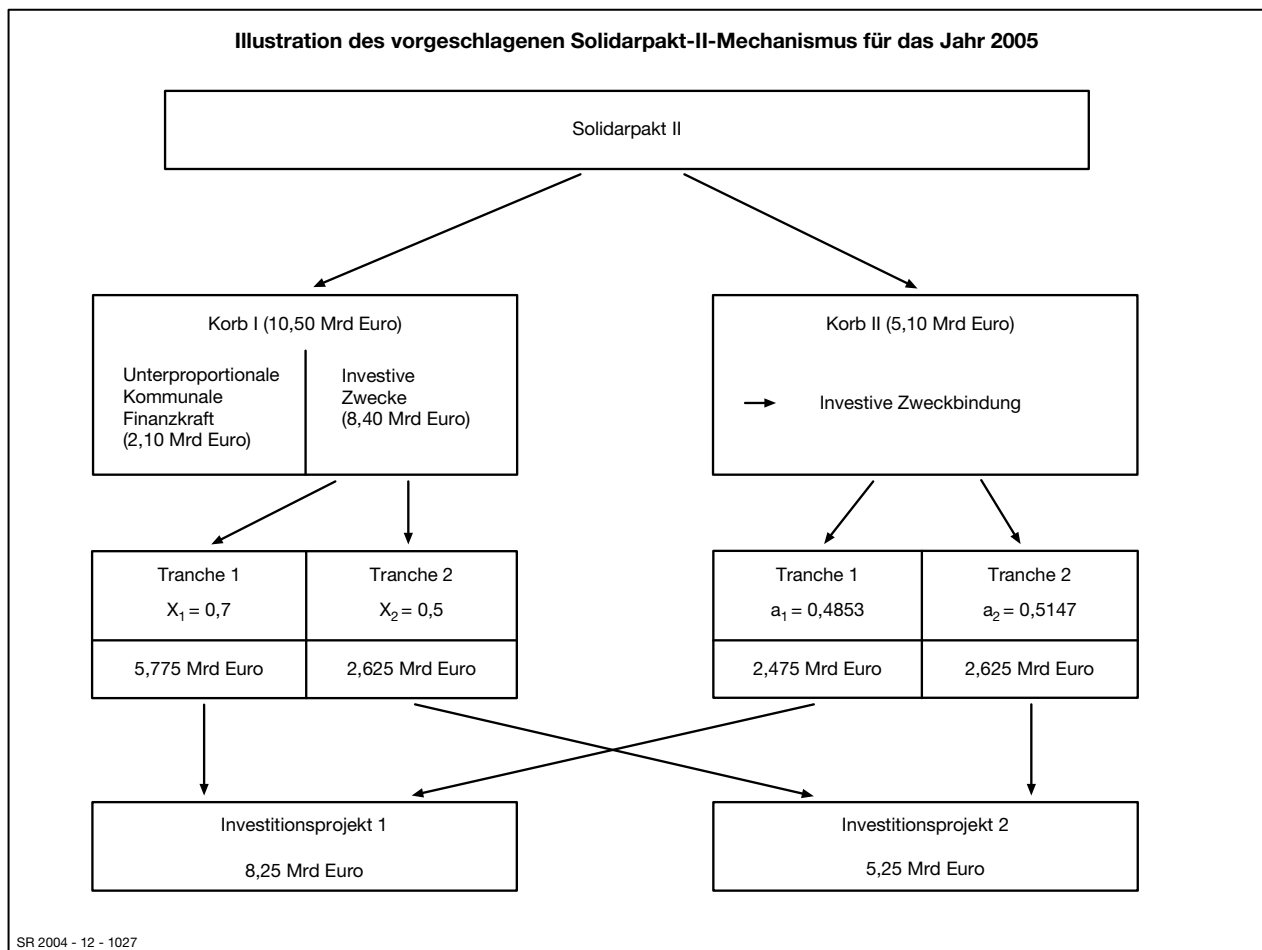 Illustration des vorgeschlagenen Solidarpakt-II-Mechanismus für das Jahr 2005
Solidarpakt II
Korb I (10,50 Mrd Euro)
Unterproportionale
Kommunale
Finanzkraft
(2,10 Mrd Euro)
Investive
Zwecke
(8,40 Mrd Euro)
Korb II (5,10 Mrd Euro)
Investive Zweckbindung
Tranche 1
X₁ = 0,7
5,775 Mrd Euro
Tranche 2
X₂ = 0,5
2,625 Mrd Euro
Tranche 1
a₁ = 0,4853
2,475 Mrd Euro
Tranche 2
a₂ = 0,5147
2,625 Mrd Euro
Investitionsprojekt 1
8,25 Mrd Euro
Investitionsprojekt 2
5,25 Mrd Euro
SR 2004 - 12 - 1027